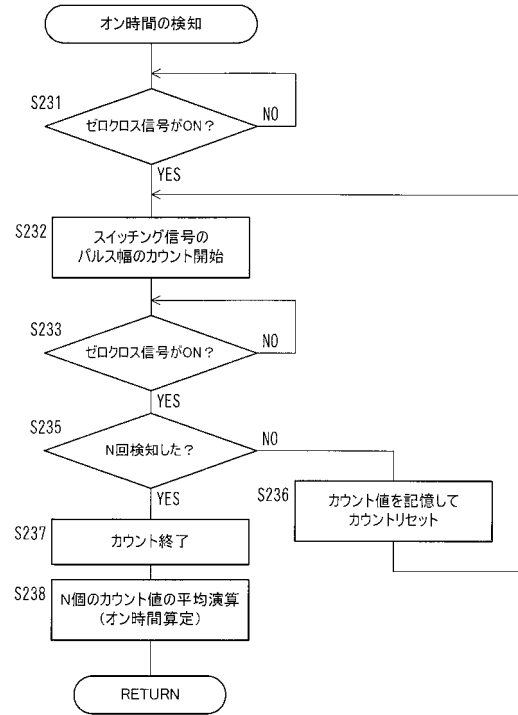 オン時間の検知
S231
ゼロクロス信号がON？
NO
YES
S232
スイッチング信号の
パルス幅のカウント開始
S233
ゼロクロス信号がON？
NO
YES
S235
N回検知した？
NO
YES
S236
カウント値を記憶して
カウントリセット
S237
カウント終了
S238
N個のカウント値の平均演算
(オン時間算定)
RETURN